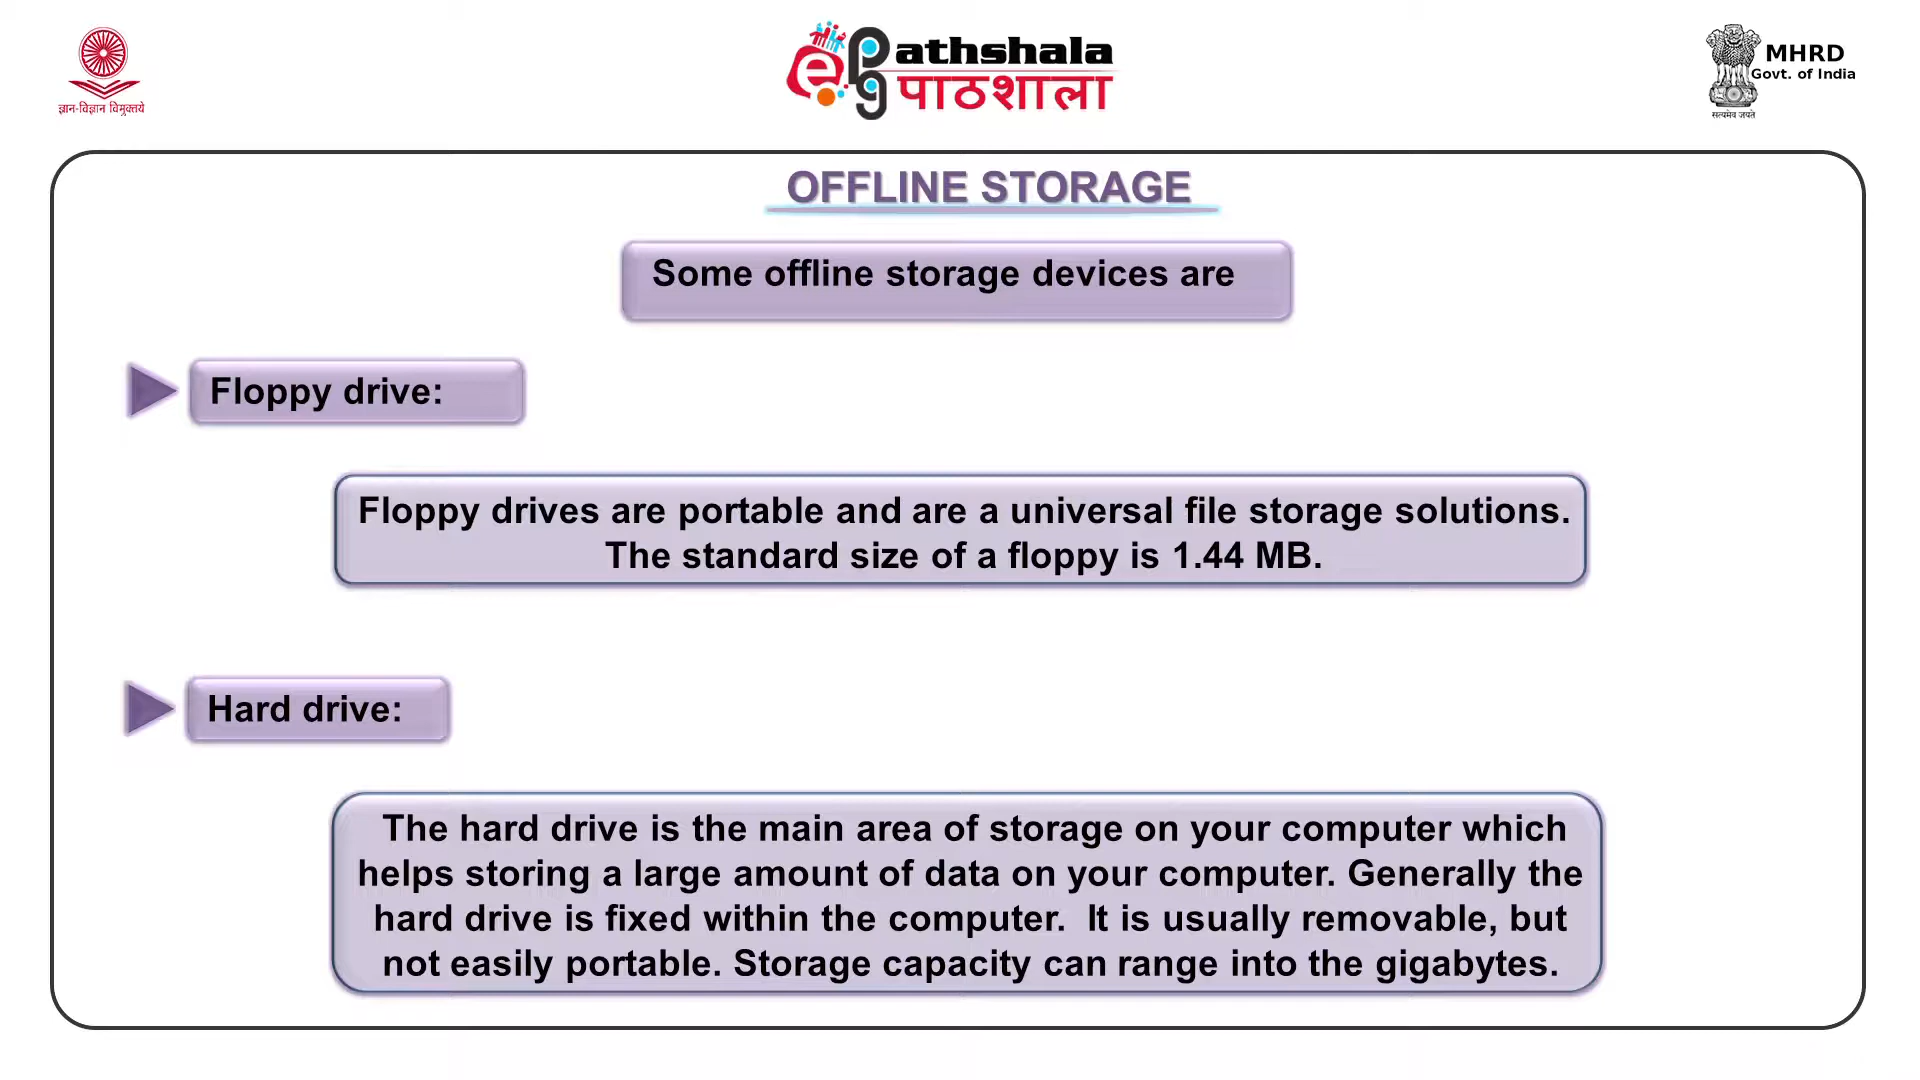 ज्ञान-विज्ञान विमुक्तये
e pg Pathshala
पाठशाला
MHRD
Govt. of India
सत्यमेव जयते
OFFLINE STORAGE
Some offline storage devices are
Floppy drive:
Floppy drives are portable and are a universal file storage solutions.
The standard size of a floppy is 1.44 MB.
Hard drive:
The hard drive is the main area of storage on your computer which
helps storing a large amount of data on your computer. Generally the
hard drive is fixed within the computer.  It is usually removable, but
not easily portable. Storage capacity can range into the gigabytes.